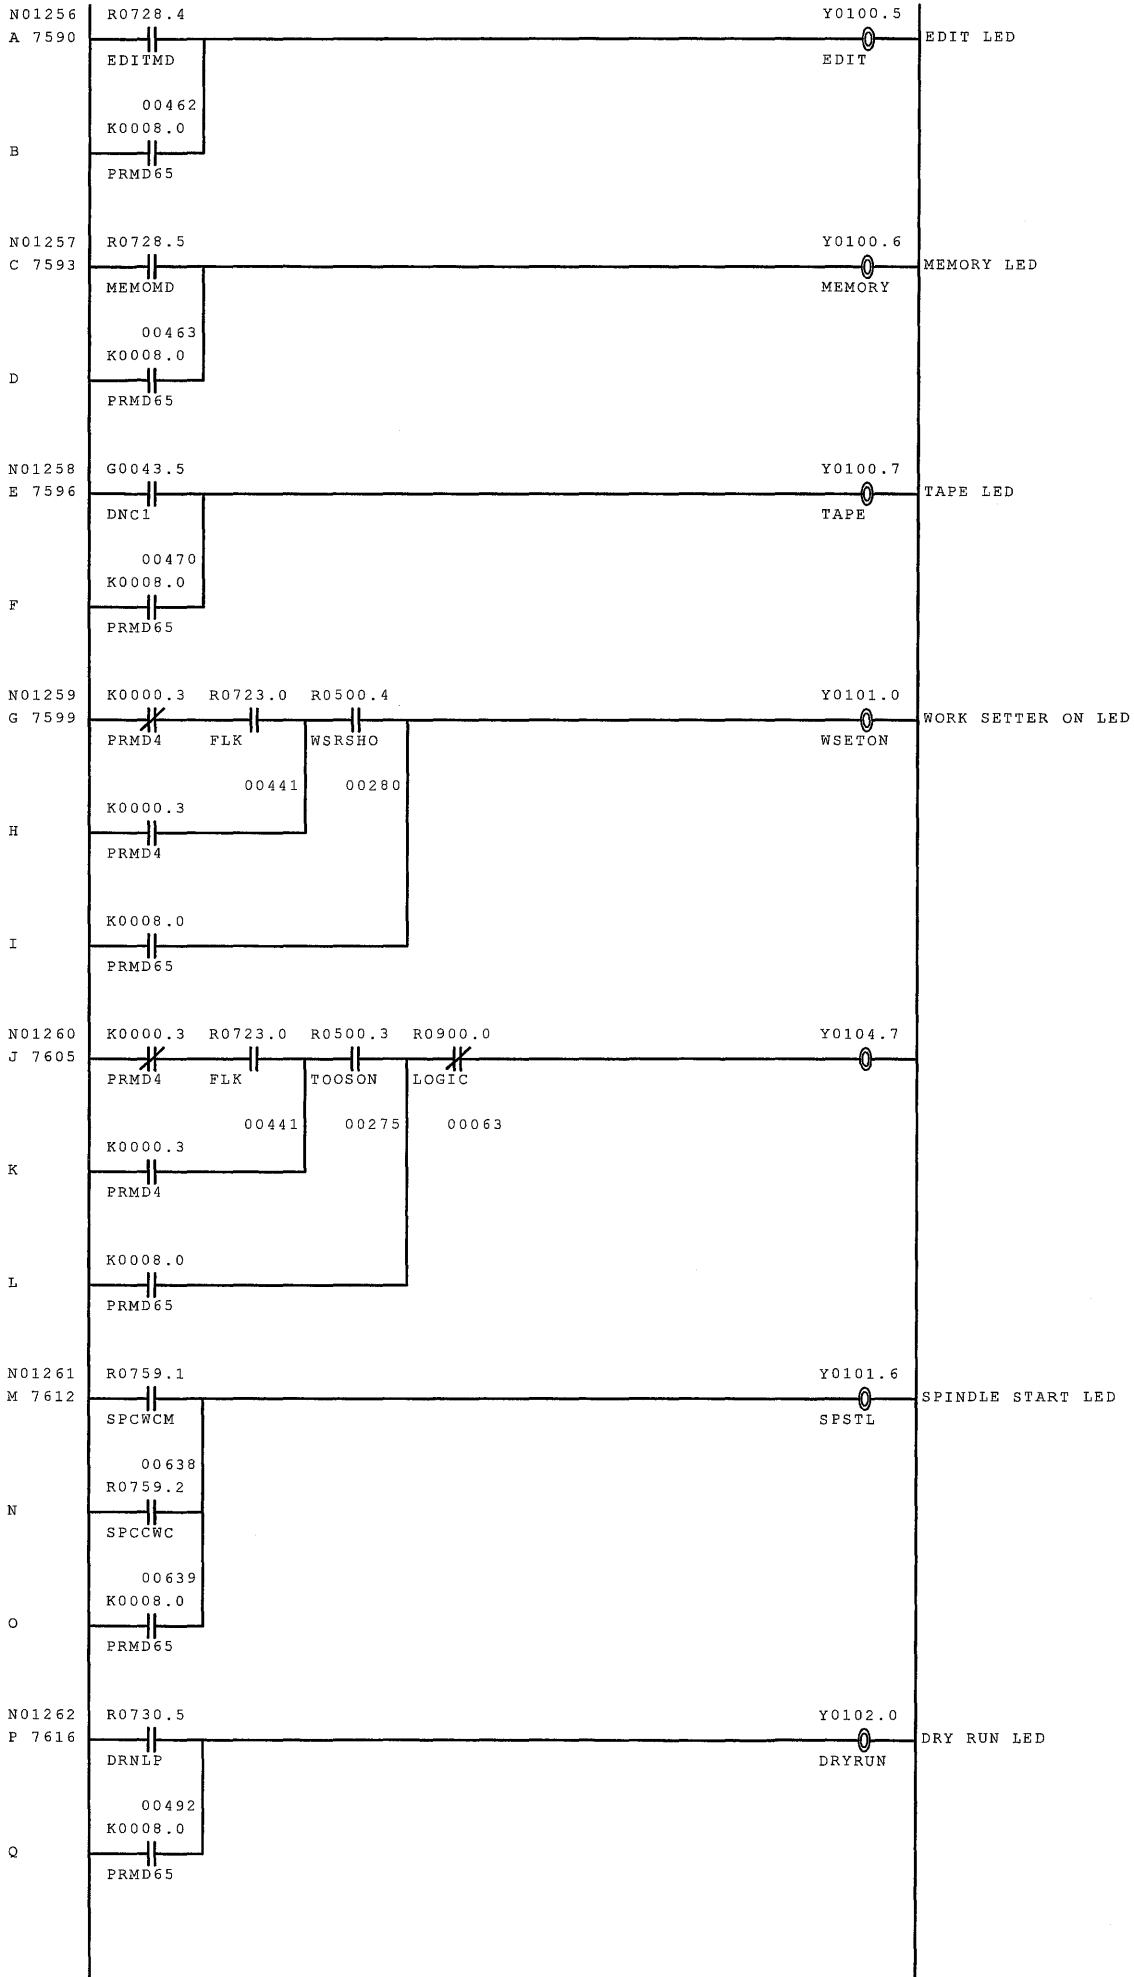 N01256 R0728.4 Y0100.5
A 7590 EDIT LED
EDITMD EDIT
00462
K0008.0
B
PRMD65
N01257 R0728.5 Y0100.6
C 7593 MEMORY LED
MEMOMD MEMORY
00463
K0008.0
D
PRMD65
N01258 G0043.5 Y0100.7
E 7596 TAPE LED
DNC1 TAPE
00470
K0008.0
F
PRMD65
N01259 K0000.3 R0723.0 R0500.4 Y0101.0
G 7599 WORK SETTER ON LED
PRMD4 FLK WSRSHO WSETON
00441 00280
K0000.3
H
PRMD4
K0008.0
I
PRMD65
N01260 K0000.3 R0723.0 R0500.3 R0900.0 Y0104.7
J 7605
PRMD4 FLK TOOSON LOGIC
00441 00275 00063
K0000.3
K
PRMD4
K0008.0
L
PRMD65
N01261 R0759.1 Y0101.6
M 7612 SPINDLE START LED
SPCWCM SPSTL
00638
R0759.2
N
SPCCWC
00639
K0008.0
O
PRMD65
N01262 R0730.5 Y0102.0
P 7616 DRY RUN LED
DRNLP DRYRUN
00492
K0008.0
Q
PRMD65